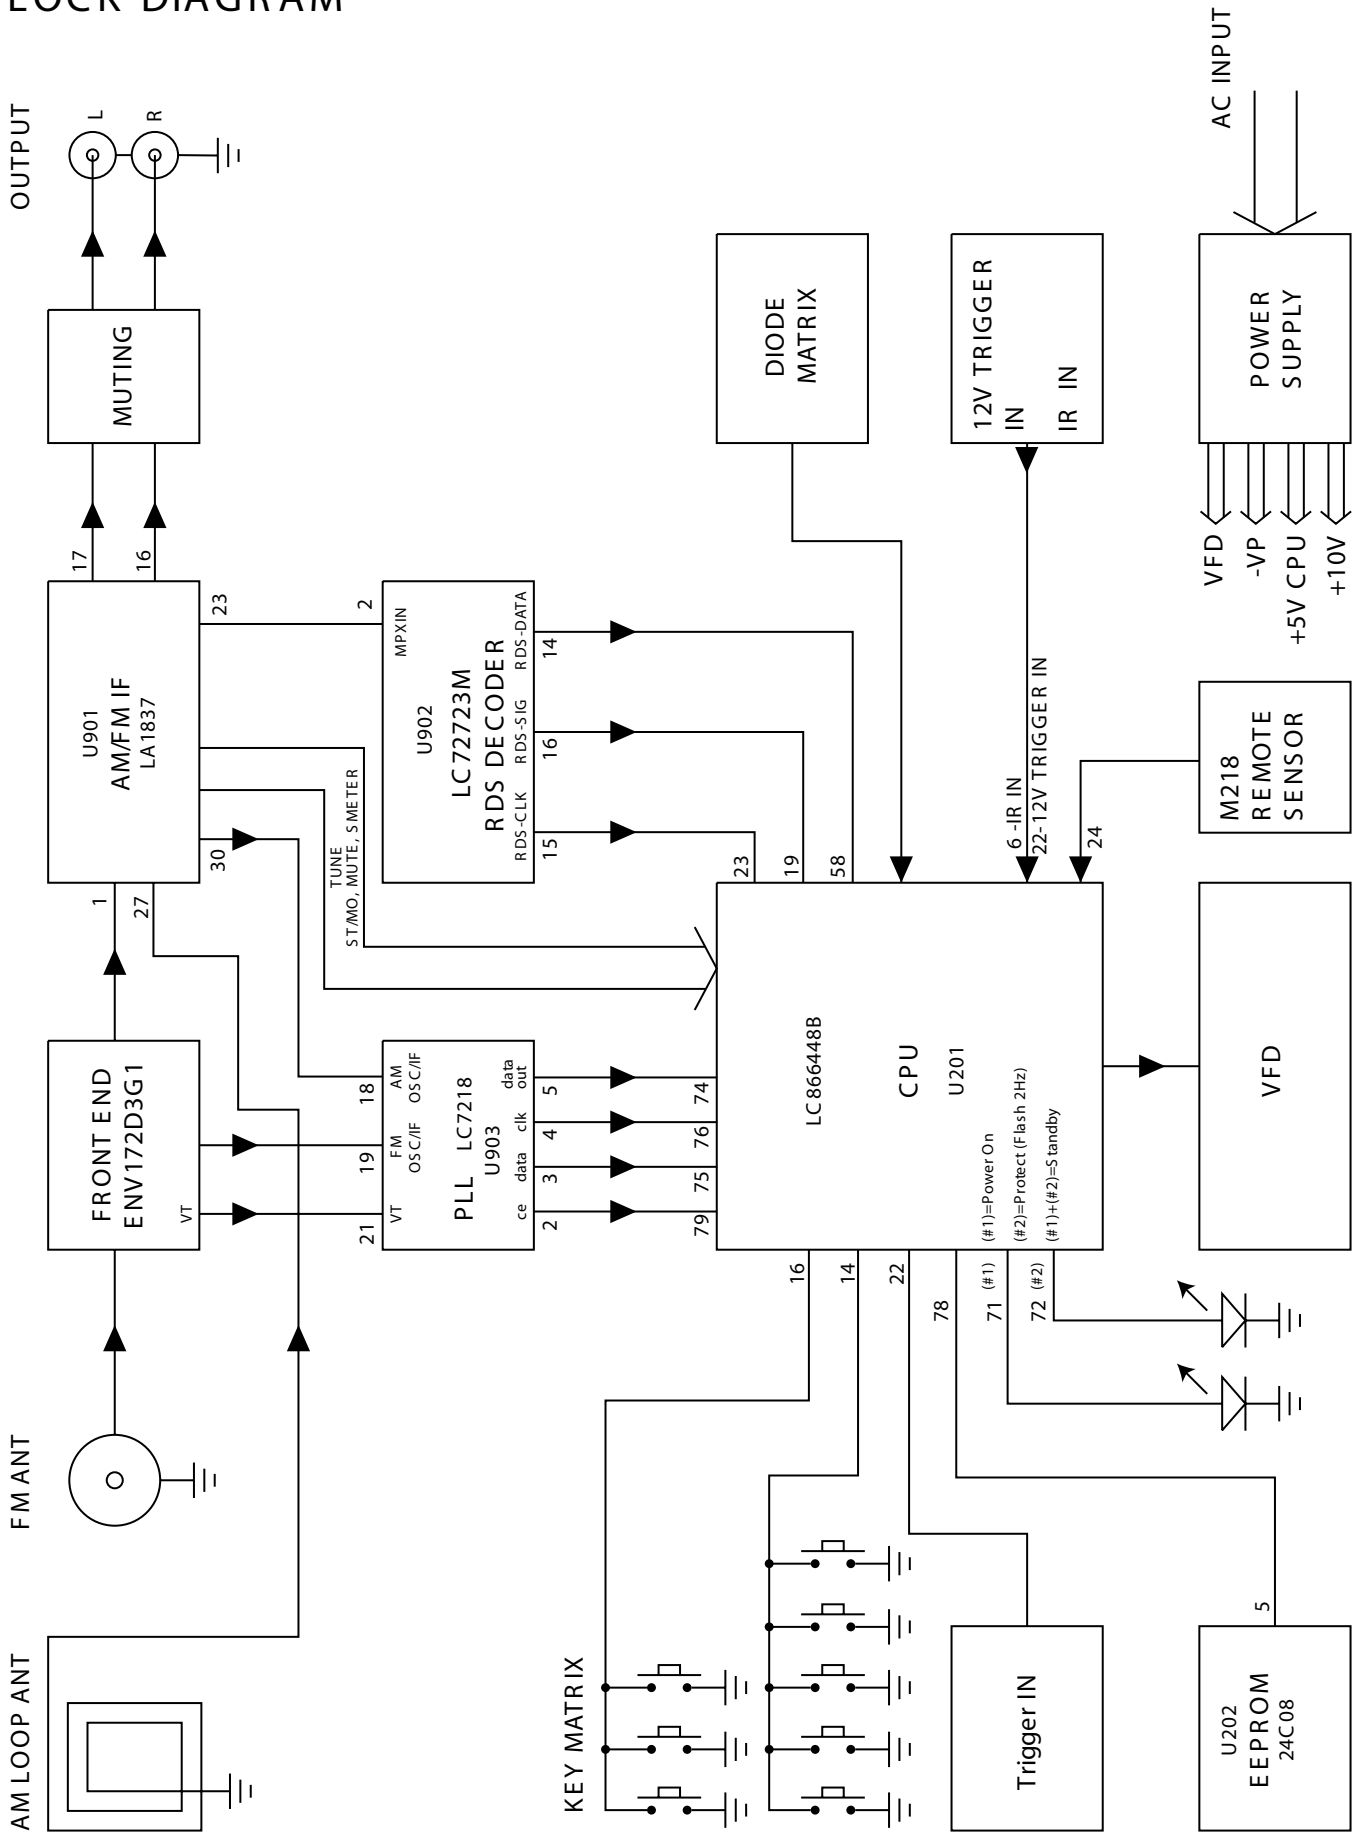 LOCK DIAGRAM
AM LOOP ANT
FM ANT
OUTPUT
L
R
FRONT END
ENV172D3G1
VT
1
27
30
U901
AM/FM IF
LA1837
17
16
23
MUTING
21
19
18
VT
FM
OSC/IF
AM
OSC/IF
PLL LC7218
U903
ce
data
clk
data
out
2
3
4
5
TUNE
ST/MO, MUTE, SMETER
2
MPXIN
U902
LC72723M
RDS DECODER
RDS-CLK
RDS-SIG
RDS-DATA
15
16
14
79
75
76
74
23
19
58
DIODE
MATRIX
12V TRIGGER
IN
IR IN
6 -IR IN
22-12V TRIGGER IN
24
LC866448B
CPU
U201
(#1)=Power On
(#2)=Protect (Flash 2Hz)
(#1)+(#2)=Standby
16
14
22
78
71 (#1)
72 (#2)
KEY MATRIX
Trigger IN
5
U202
EEPROM
24C08
VFD
M218
REMOTE
SENSOR
VFD
-VP
+5V CPU
+10V
POWER
SUPPLY
AC INPUT